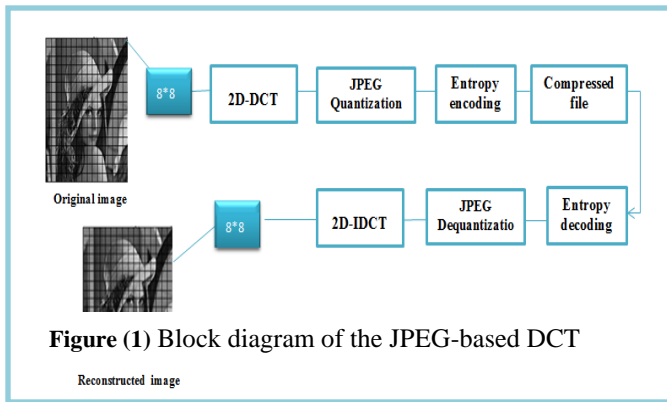 8*8
2D-DCT
JPEG
Quantization
Entropy
encoding
Compressed
file
Original image
8*8
2D-IDCT
JPEG
Dequantizatio
Entropy
decoding
Figure (1) Block diagram of the JPEG-based DCT
Reconstructed image